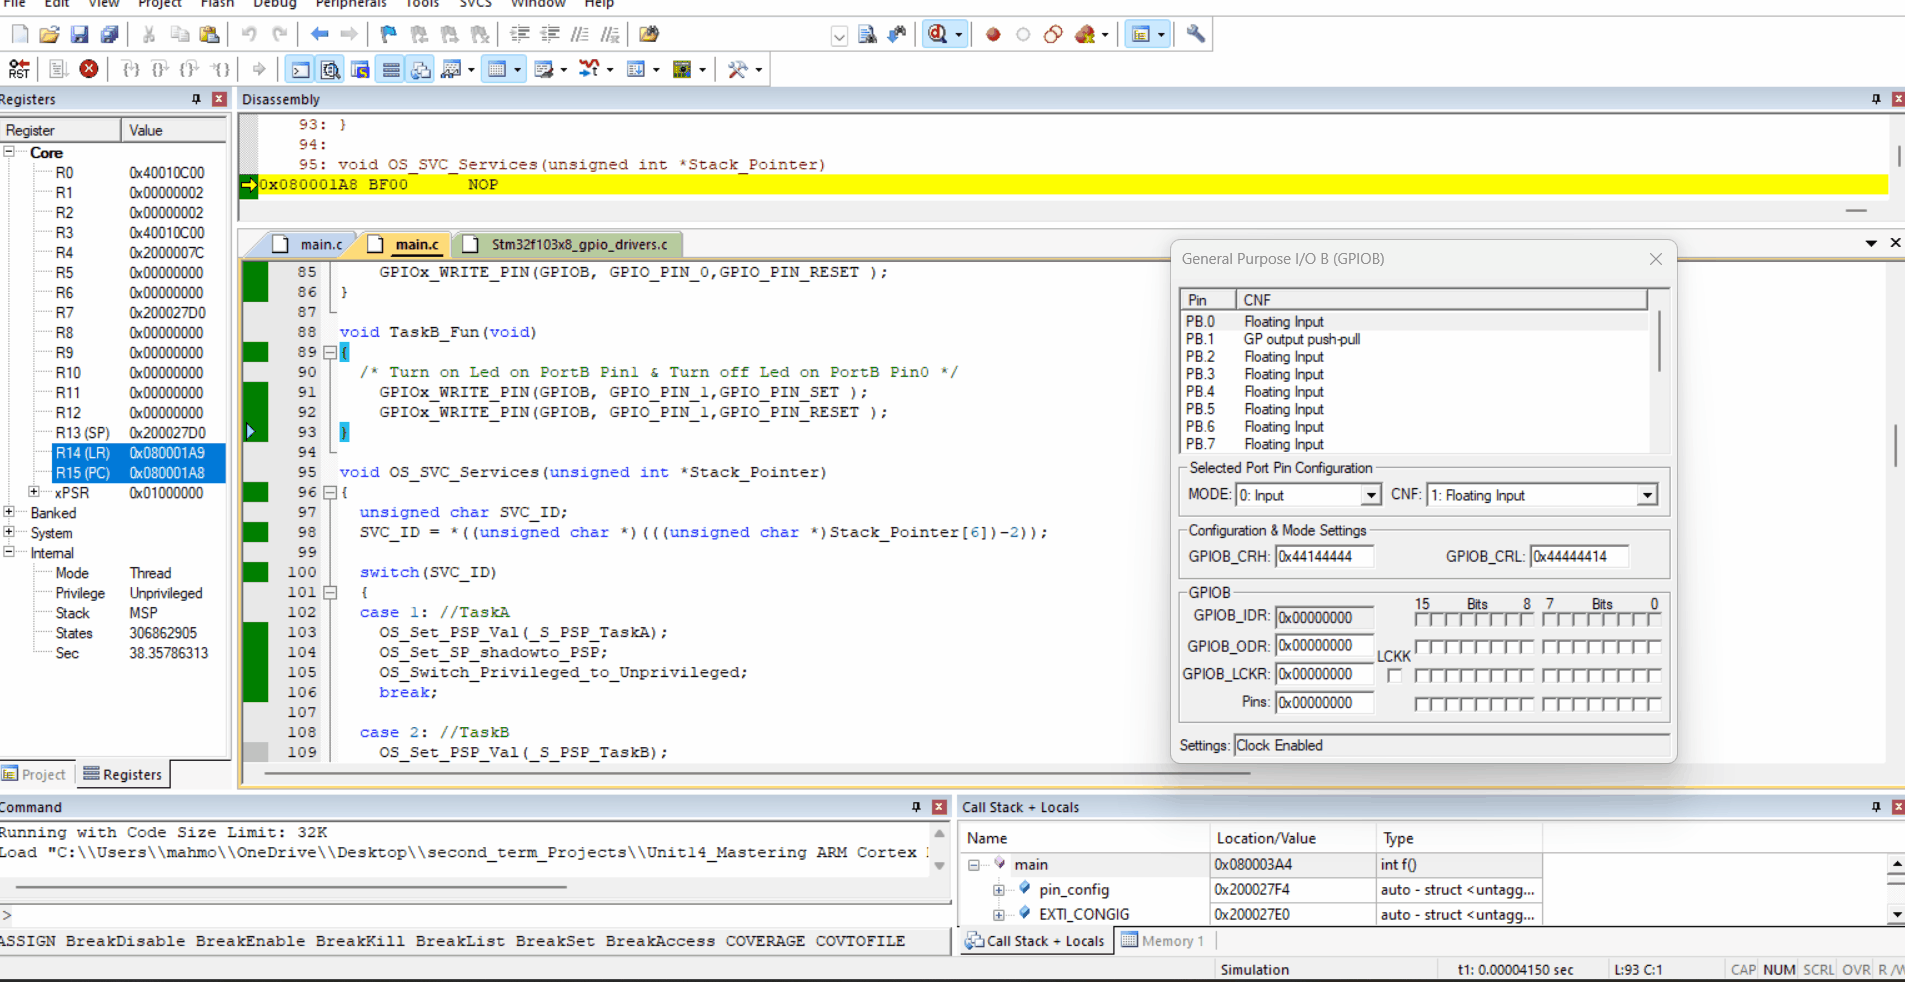 File Edit View Project Flash Debug Peripherals Tools SVCS Window Help
RST
Registers
Register Value
Core
R0 0x40010C00
R1 0x00000002
R2 0x00000002
R3 0x40010C00
R4 0x2000007C
R5 0x00000000
R6 0x00000000
R7 0x200027D0
R8 0x00000000
R9 0x00000000
R10 0x00000000
R11 0x00000000
R12 0x00000000
R13 (SP) 0x200027D0
R14 (LR) 0x080001A9
R15 (PC) 0x080001A8
xPSR 0x01000000
Banked
System
Internal
Mode Thread
Privilege Unprivileged
Stack MSP
States 306862905
Sec 38.35786313
Project Registers
Disassembly
93: }
94:
95: void OS_SVC_Services(unsigned int *Stack_Pointer)
0x080001A8 BF00 NOP
main.c main.c Stm32f103x8_gpio_drivers.c
85 GPIOx_WRITE_PIN(GPIOB, GPIO_PIN_0,GPIO_PIN_RESET );
86 }
87
88 void TaskB_Fun(void)
89 {
90 /* Turn on Led on PortB Pin1 & Turn off Led on PortB Pin0 */
91 GPIOx_WRITE_PIN(GPIOB, GPIO_PIN_1,GPIO_PIN_SET );
92 GPIOx_WRITE_PIN(GPIOB, GPIO_PIN_1,GPIO_PIN_RESET );
93 }
94
95 void OS_SVC_Services(unsigned int *Stack_Pointer)
96 {
97 unsigned char SVC_ID;
98 SVC_ID = *((unsigned char *)(((unsigned char *)Stack_Pointer[6])-2));
99
100 switch(SVC_ID)
101 {
102 case 1: //TaskA
103 OS_Set_PSP_Val(_S_PSP_TaskA);
104 OS_Set_SP_shadowto_PSP;
105 OS_Switch_Privileged_to_Unprivileged;
106 break;
107
108 case 2: //TaskB
109 OS_Set_PSP_Val(_S_PSP_TaskB);
General Purpose I/O B (GPIOB)
Pin CNF
PB.0 Floating Input
PB.1 GP output push-pull
PB.2 Floating Input
PB.3 Floating Input
PB.4 Floating Input
PB.5 Floating Input
PB.6 Floating Input
PB.7 Floating Input
Selected Port Pin Configuration
MODE: 0: Input CNF: 1: Floating Input
Configuration & Mode Settings
GPIOB_CRH: 0x44144444 GPIOB_CRL: 0x44444414
GPIOB
15 Bits 8 7 Bits 0
GPIOB_IDR: 0x00000000
GPIOB_ODR: 0x00000000
LCKK
GPIOB_LCKR: 0x00000000
Pins: 0x00000000
Settings: Clock Enabled
Command
Running with Code Size Limit: 32K
Load "C:\\Users\\mahmo\\OneDrive\\Desktop\\second_term_Projects\\Unit14_Mastering ARM Cortex
>
ASSIGN BreakDisable BreakEnable BreakKill BreakList BreakSet BreakAccess COVERAGE COVTOFILE
Call Stack + Locals
Name Location/Value Type
main 0x080003A4 int f()
pin_config 0x200027F4 auto - struct <untagg...
EXTI_CONGIG 0x200027E0 auto - struct <untagg...
Call Stack + Locals Memory 1
Simulation t1: 0.00004150 sec L:93 C:1 CAP NUM SCRL OVR R /W